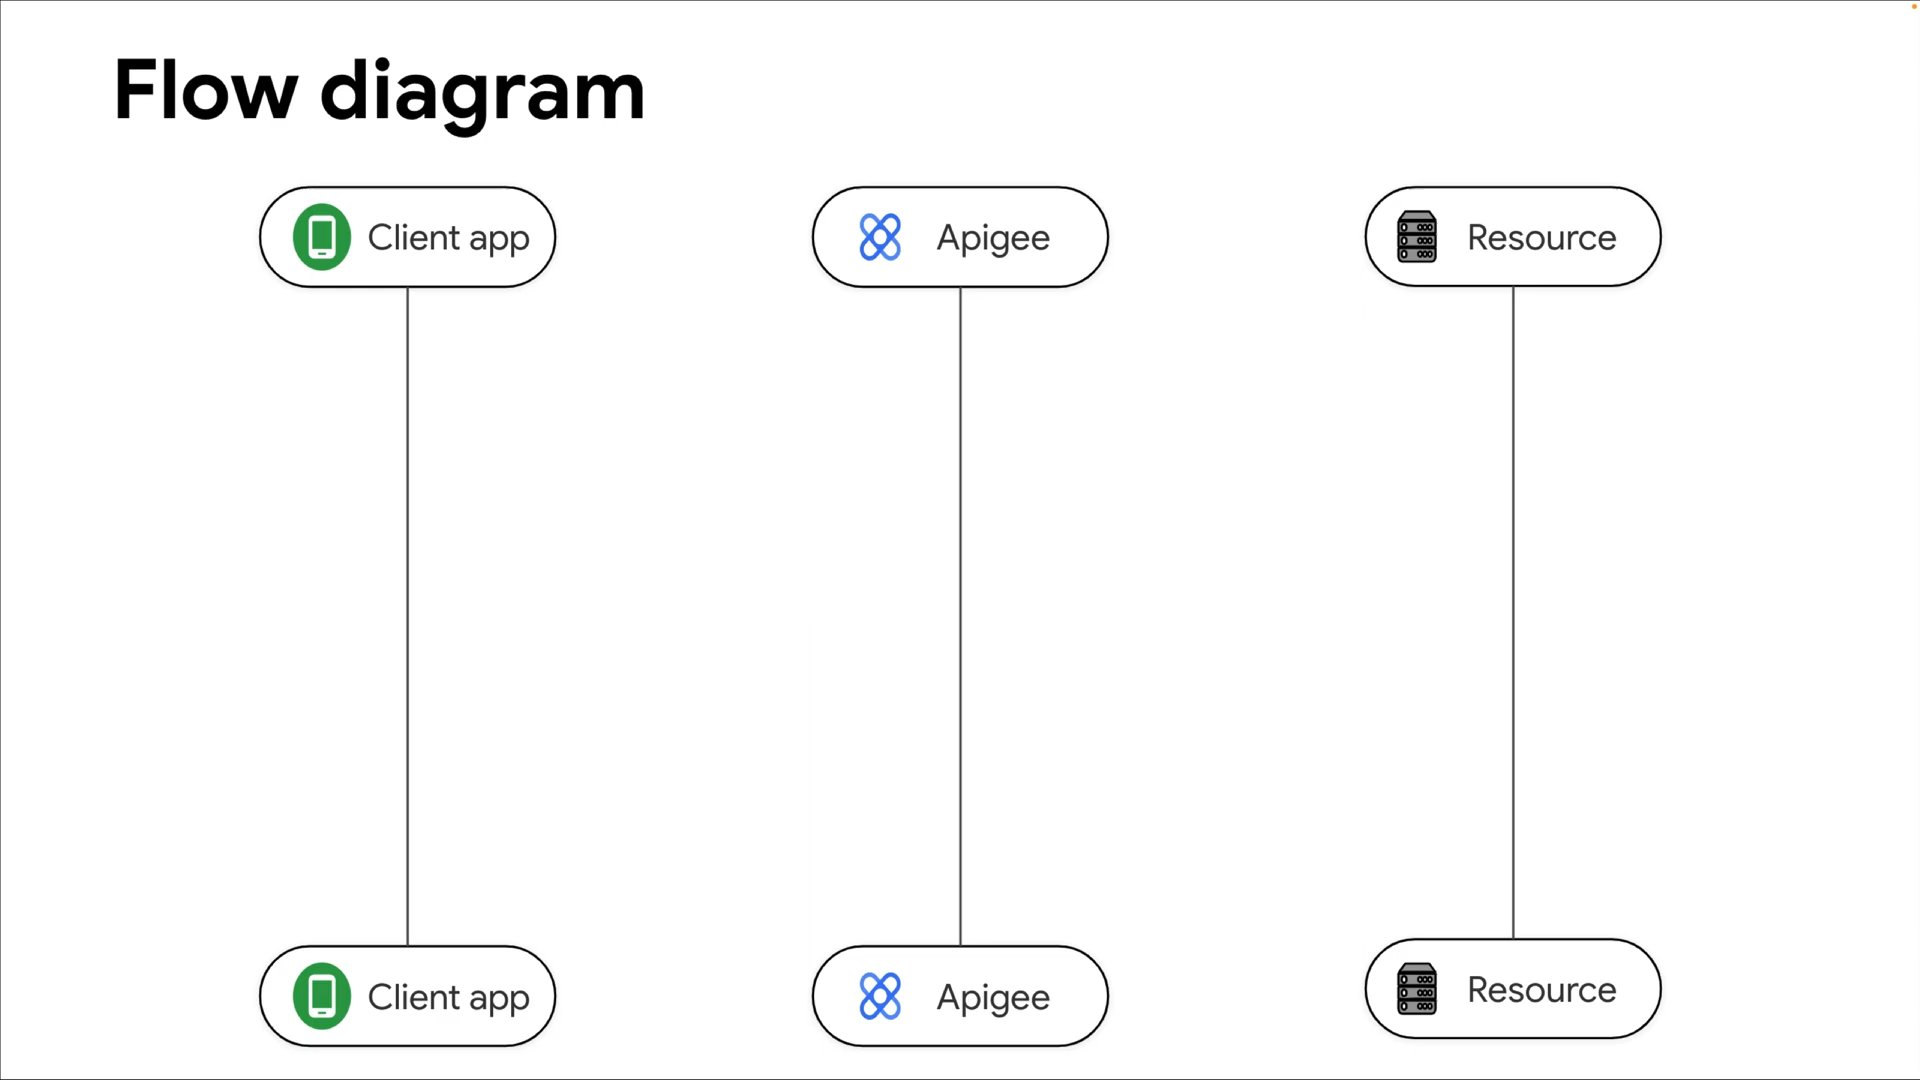 Flow diagram
Client app
Apigee
Resource
Client app
Apigee
Resource